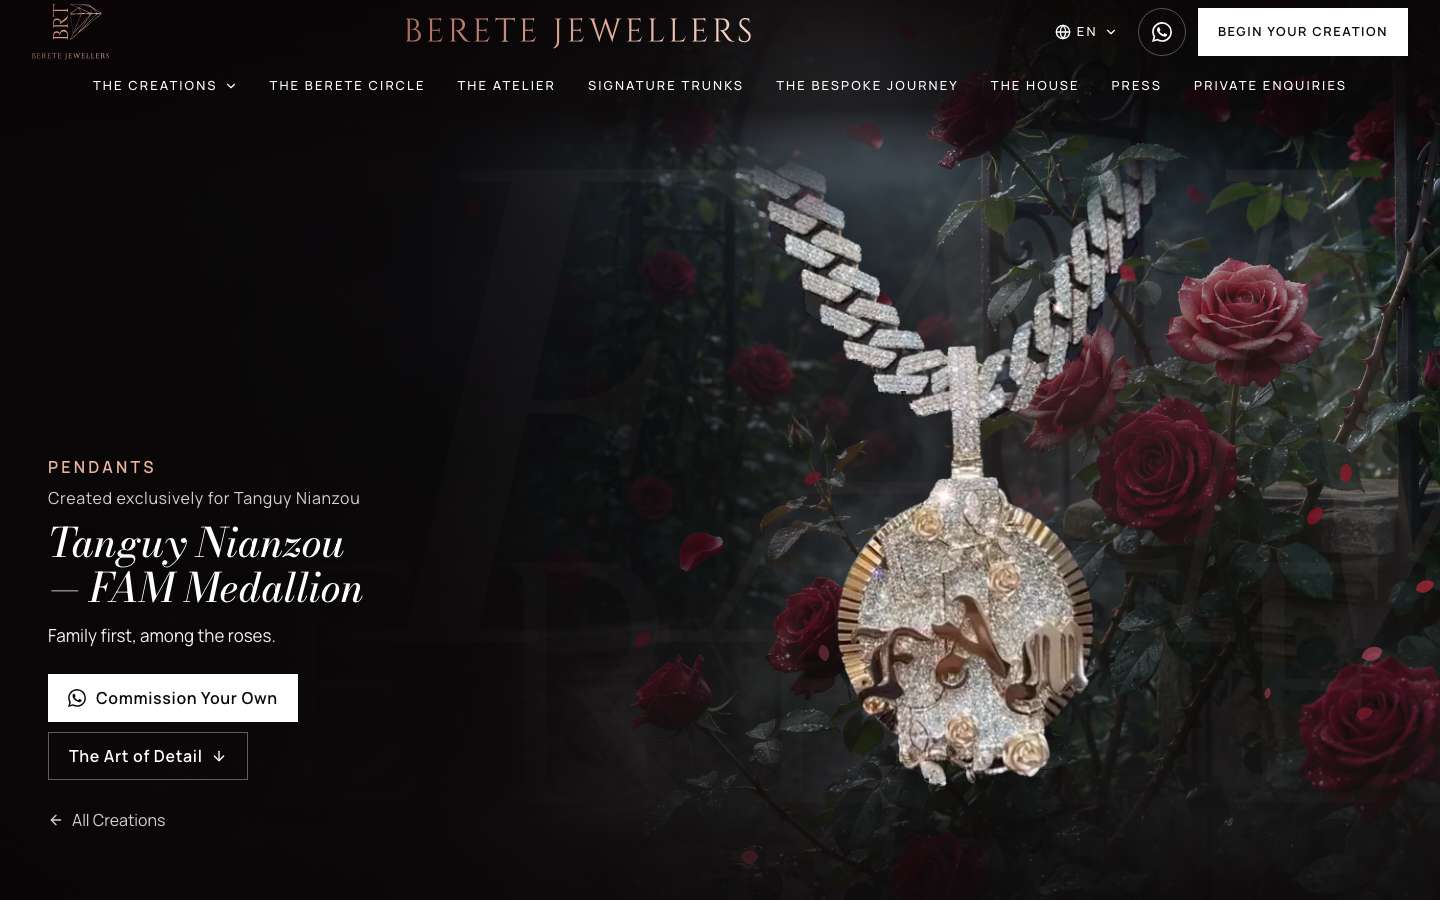 BRT
BERETE JEWELLERS
BERETE JEWELLERS
EN
BEGIN YOUR CREATION
THE CREATIONS
THE BERETE CIRCLE
THE ATELIER
SIGNATURE TRUNKS
THE BESPOKE JOURNEY
THE HOUSE
PRESS
PRIVATE ENQUIRIES
PENDANTS
Created exclusively for Tanguy Nianzou
Tanguy Nianzou
— FAM Medallion
Family first, among the roses.
Commission Your Own
The Art of Detail
All Creations
FAM